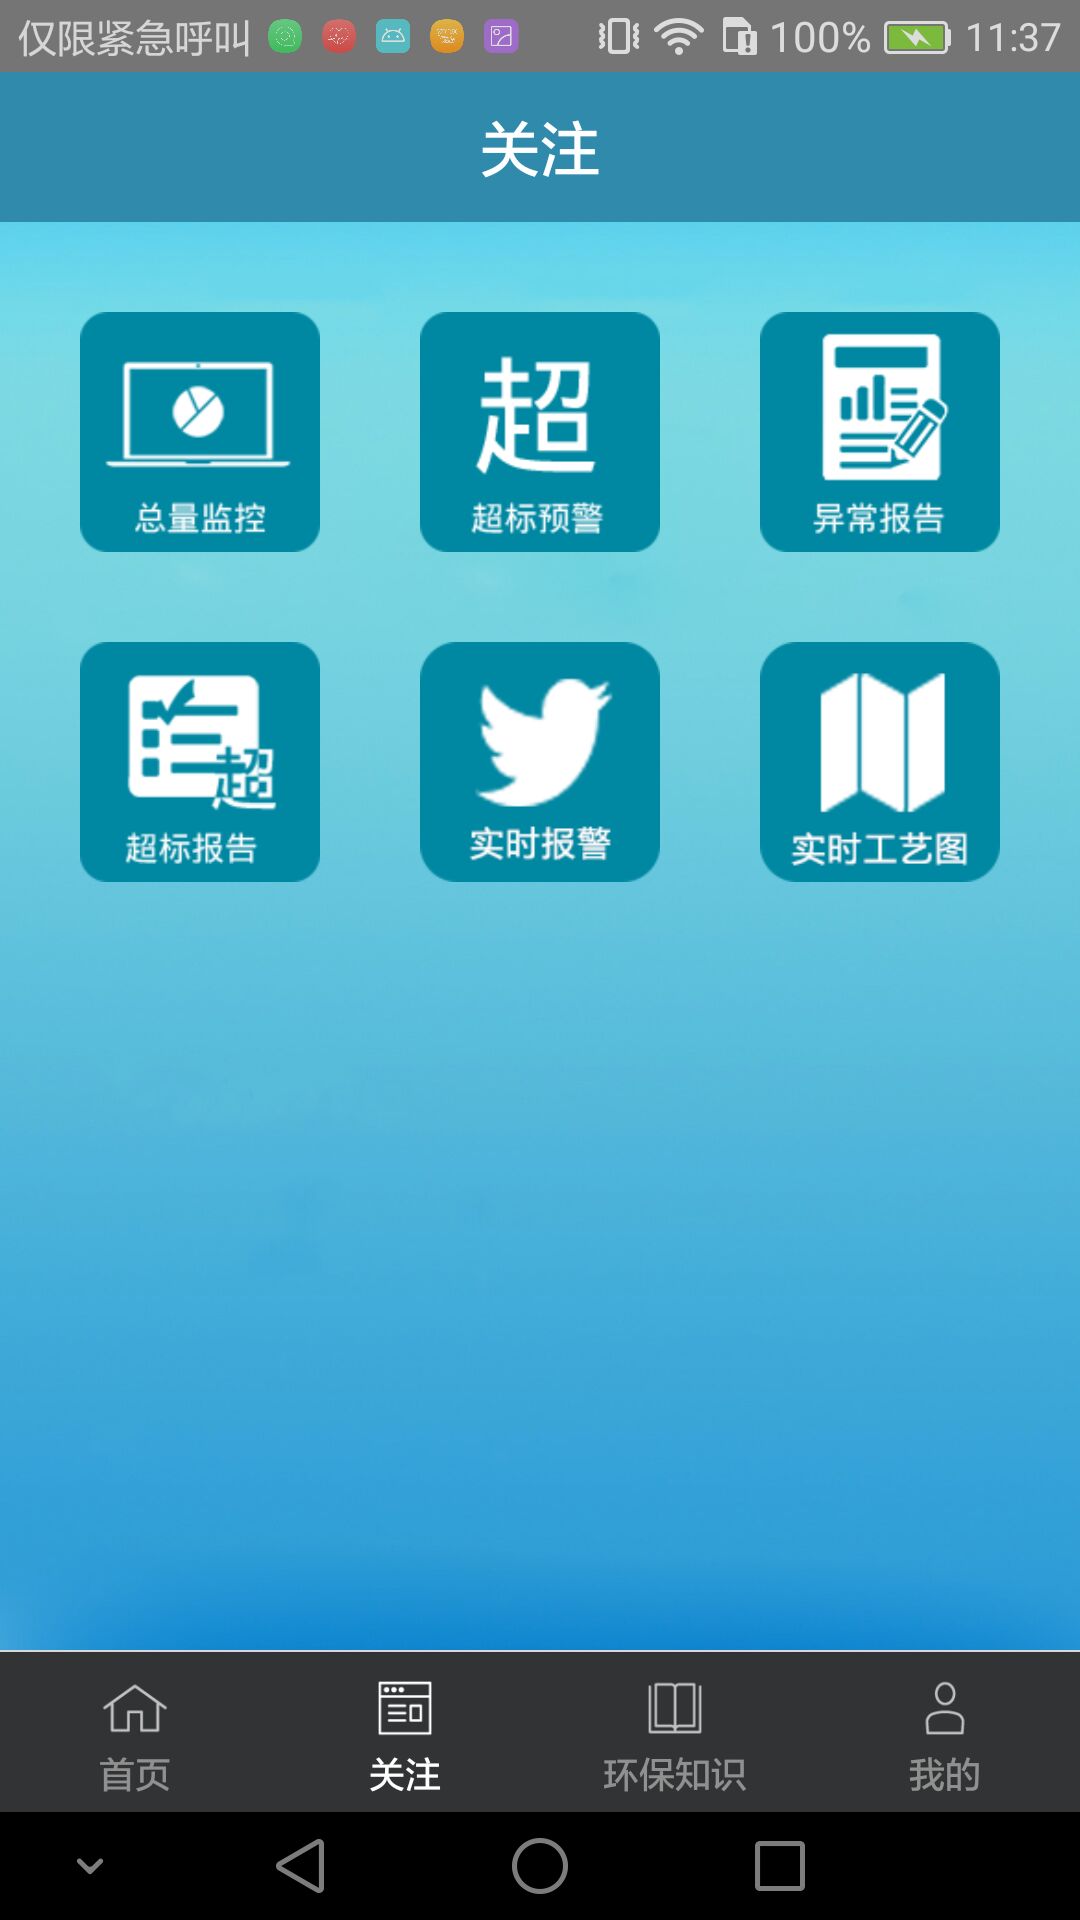 仅限紧急呼叫 100% 11:37
关注
总量监控 超标预警 异常报告
超标报告 实时报警 实时工艺图
首页 关注 环保知识 我的